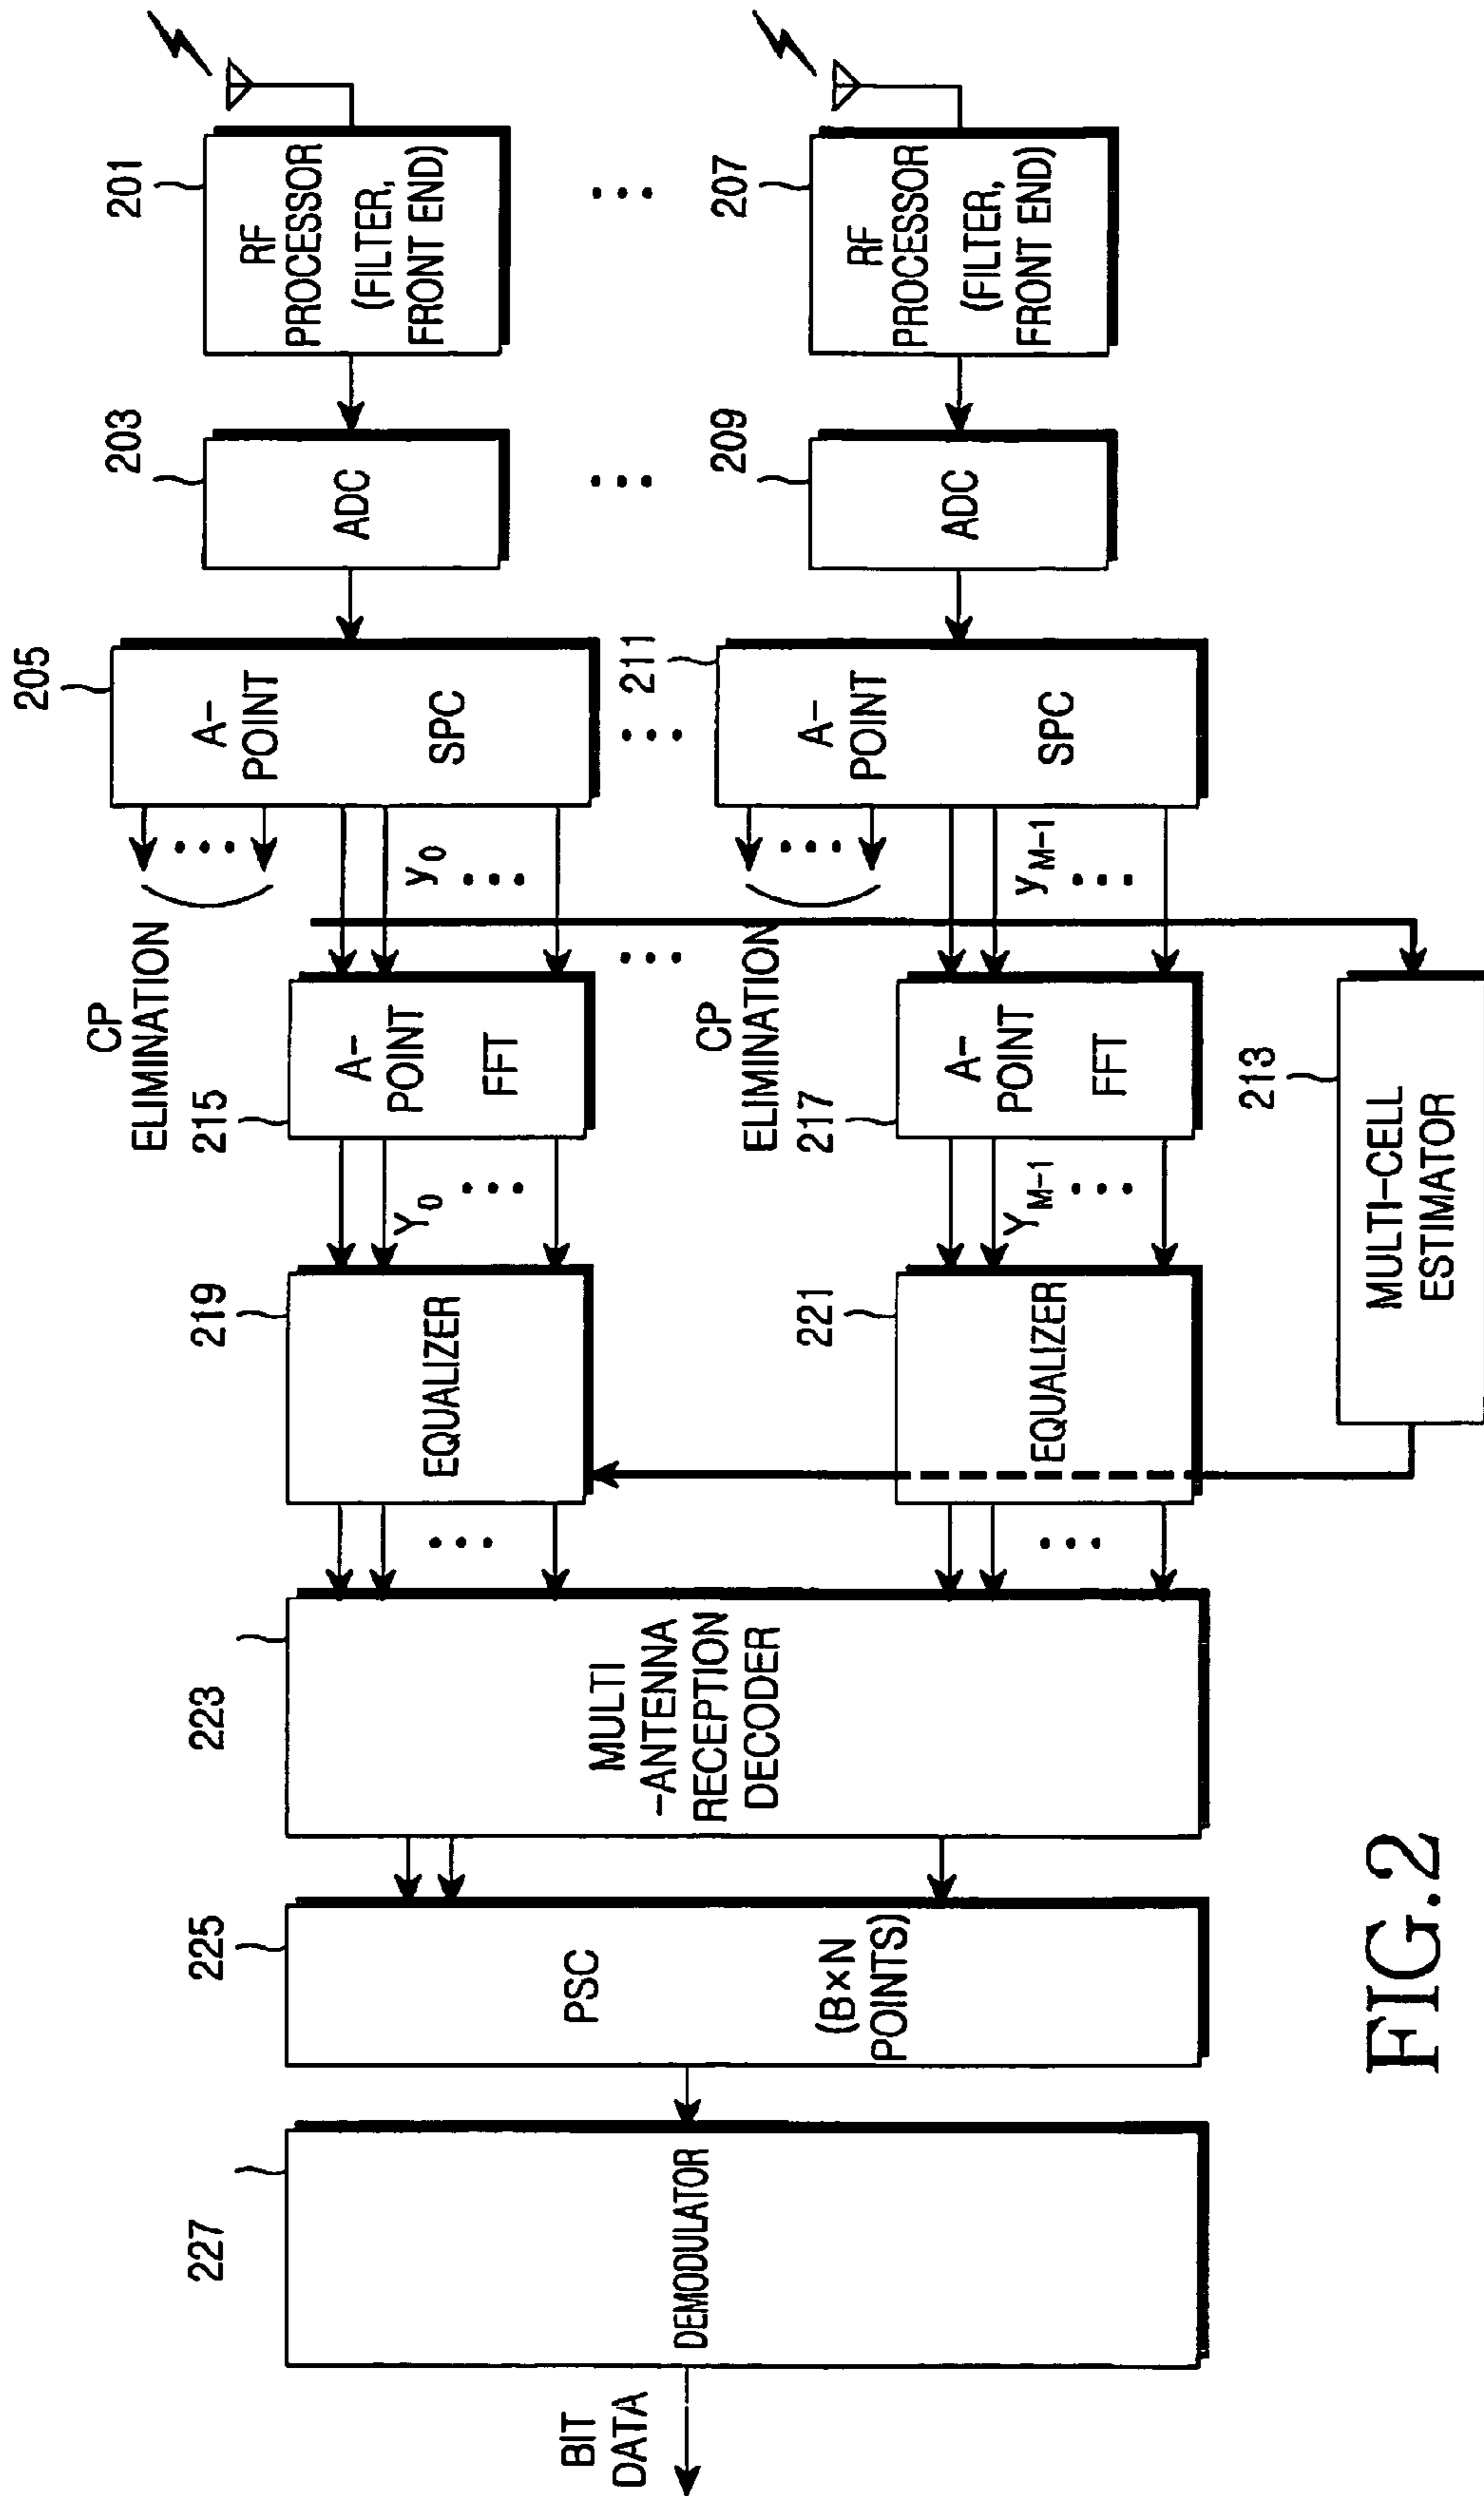 201
RF
PROCESSOR
(FILTER,
FRONT END)
203
ADC
205
A-
POINT
SPC
CP
ELIMINATION
y0
215
A-
POINT
FFT
Y0
219
EQUALIZER
207
RF
PROCESSOR
(FILTER,
FRONT END)
209
ADC
211
A-
POINT
SPC
CP
ELIMINATION
yM-1
217
A-
POINT
FFT
YM-1
221
EQUALIZER
213
MULTI-CELL
ESTIMATOR
223
MULTI
-ANTENNA
RECEPTION
DECODER
225
PSC
(B×N
POINTS)
227
DEMODULATOR
BIT
DATA
FIG.2